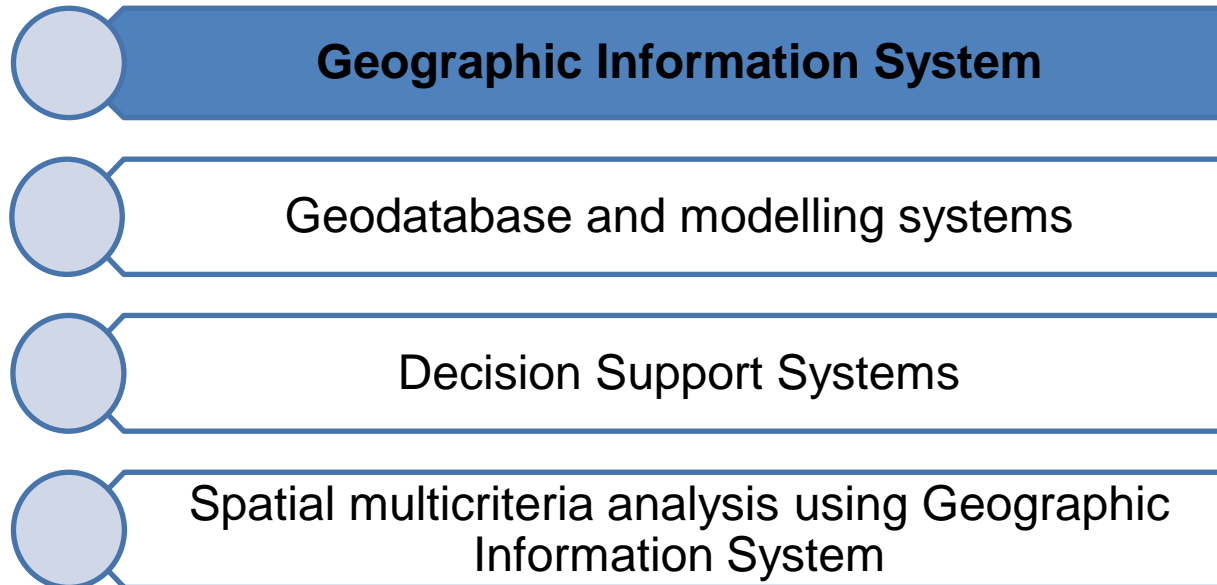 Geographic Information System
Geodatabase and modelling systems
Decision Support Systems
Spatial multicriteria analysis using Geographic
Information System